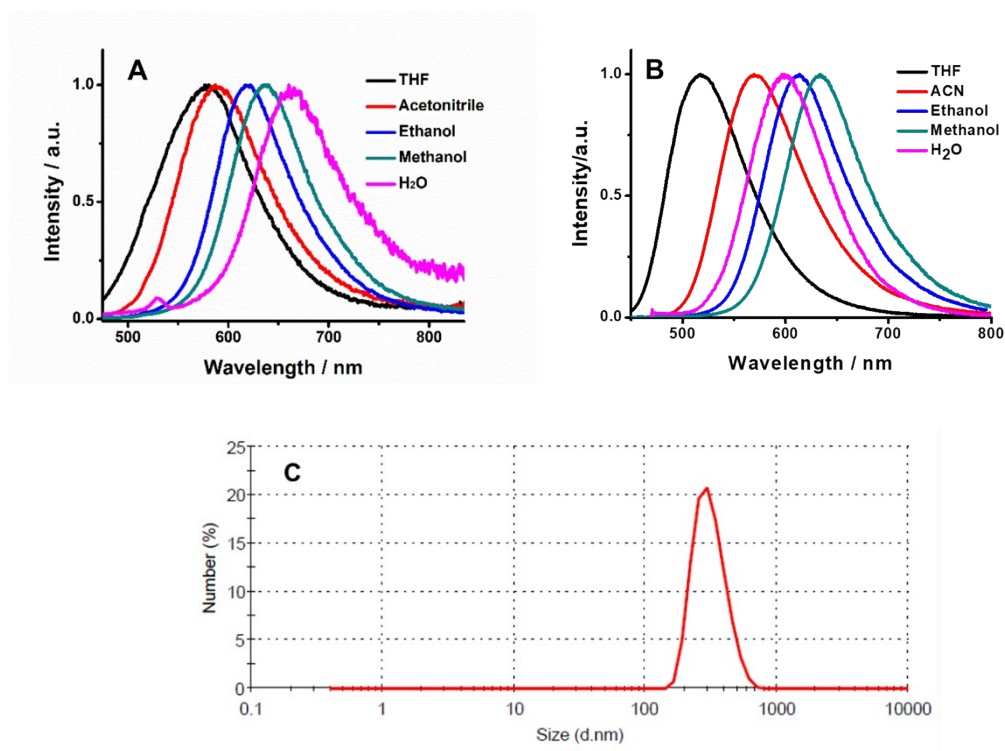 A
THF
Acetonitrile
Ethanol
Methanol
H₂O
1.0
0.5
0.0
Intensity / a.u.
500 600 700 800
Wavelength / nm
B
THF
ACN
Ethanol
Methanol
H₂O
1.0
0.5
0.0
Intensity/a.u.
500 600 700 800
Wavelength / nm
C
25
20
15
10
5
0
Number (%)
0.1 1 10 100 1000 10000
Size (d.nm)